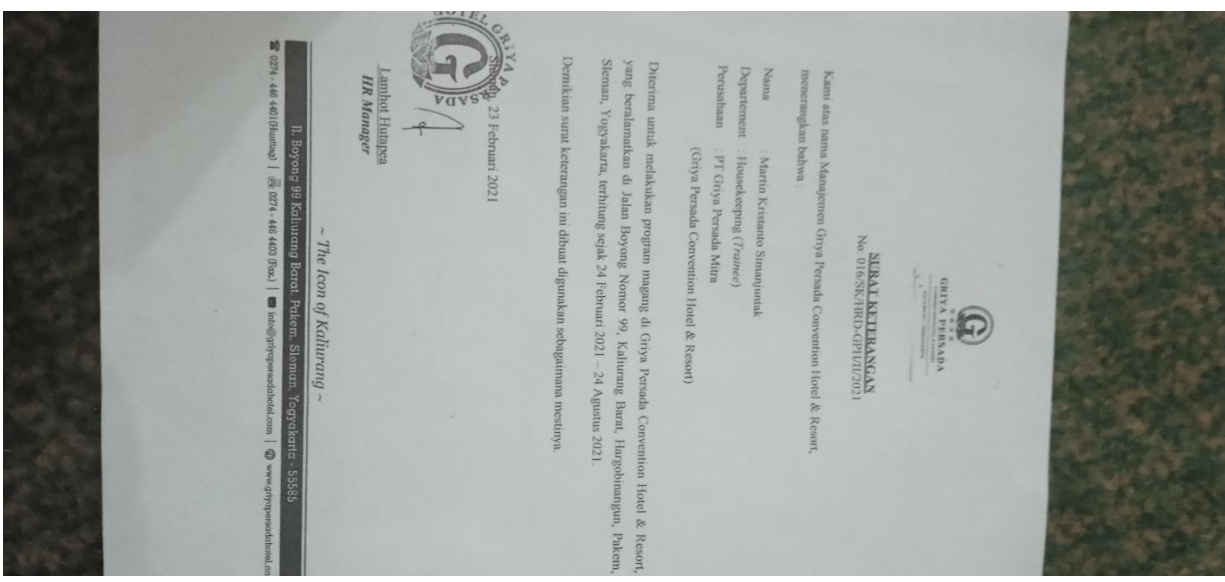 GRIYA PERSADA
SURAT KETERANGAN
No. 016/SK/HRD-GPH/II/2021
Kami atas nama Manajemen Griya Persada Convention Hotel & Resort,
menerangkan bahwa :
Nama : Martin Kristanto Simanjuntak
Departement : Housekeeping (Trainee)
Perusahaan : PT Griya Persada Mitra
(Griya Persada Convention Hotel & Resort)
Diterima untuk melakukan program magang di Griya Persada Convention Hotel & Resort,
yang beralamatkan di Jalan Boyong Nomor 99, Kaliurang Barat, Hargobinangun, Pakem,
Sleman, Yogyakarta, terhitung sejak 24 Februari 2021 – 24 Agustus 2021.
Demikian surat keterangan ini dibuat digunakan sebagaimana mestinya.
Sleman, 23 Februari 2021
HOTEL GRIYA P SADA
G
Lamhot Hutapea
HR Manager
~ The Icon of Kaliurang ~
Jl. Boyong 99 Kaliurang Barat, Pakem, Sleman, Yogyakarta - 55585
0274 - 446 4401(Hunting) | 0274 - 446 4403 (Fax.) | info@griyapersadahotel.com | www.griyapersadahotel.co